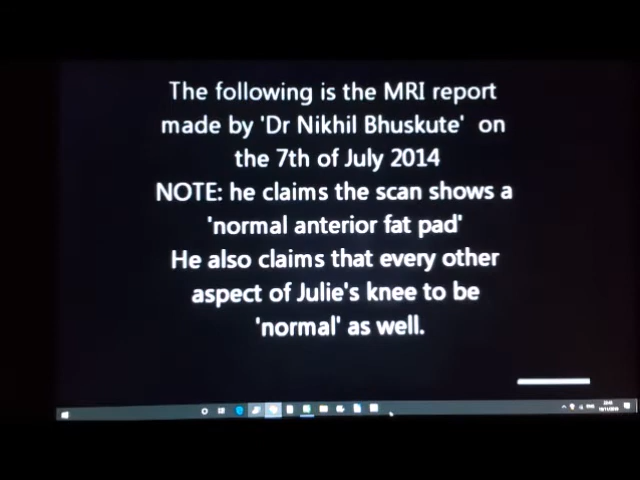 The following is the MRI report
made by 'Dr Nikhil Bhuskute' on
the 7th of July 2014
NOTE: he claims the scan shows a
'normal anterior fat pad'
He also claims that every other
aspect of Julie's knee to be
'normal' as well.